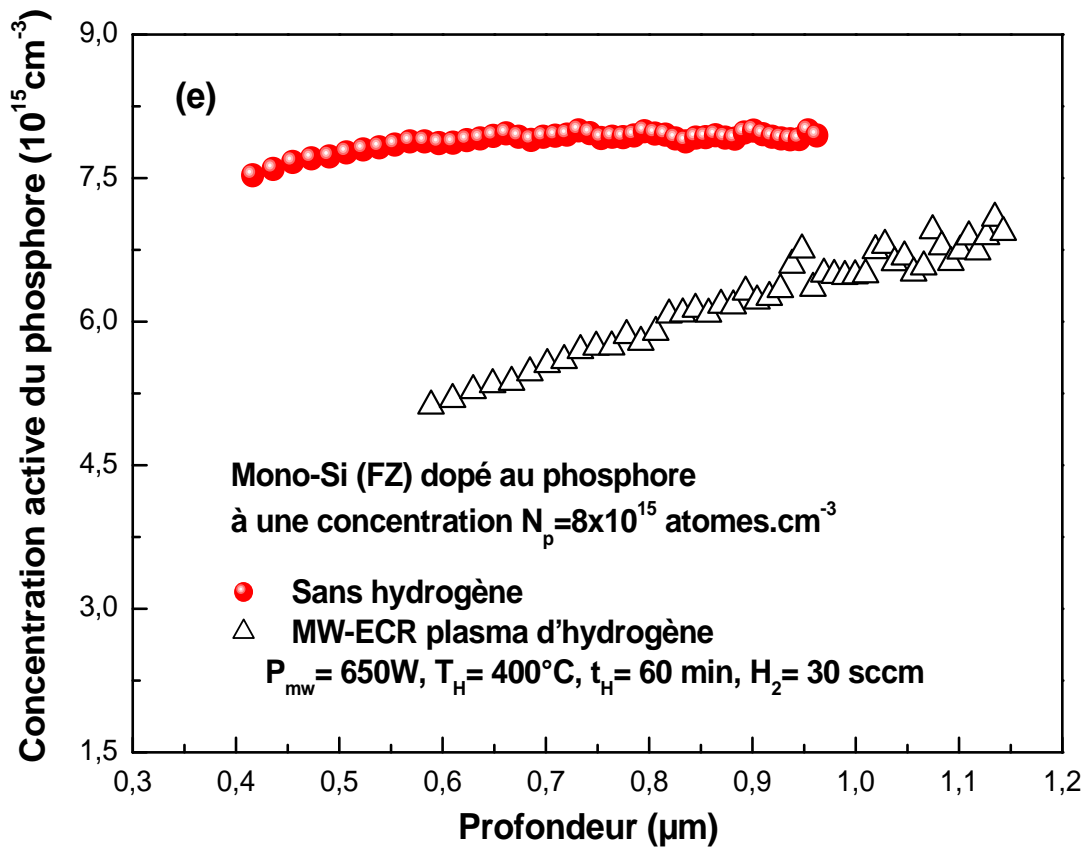 Concentration active du phosphore (10¹⁵cm⁻³)
9,0
7,5
6,0
4,5
3,0
1,5
(e)
Mono-Si (FZ) dopé au phosphore
à une concentration Nₚ=8x10¹⁵ atomes.cm⁻³
Sans hydrogène
MW-ECR plasma d'hydrogène
P_mw= 650W, T_H= 400°C, t_H= 60 min, H₂= 30 sccm
0,3 0,4 0,5 0,6 0,7 0,8 0,9 1,0 1,1 1,2
Profondeur (µm)